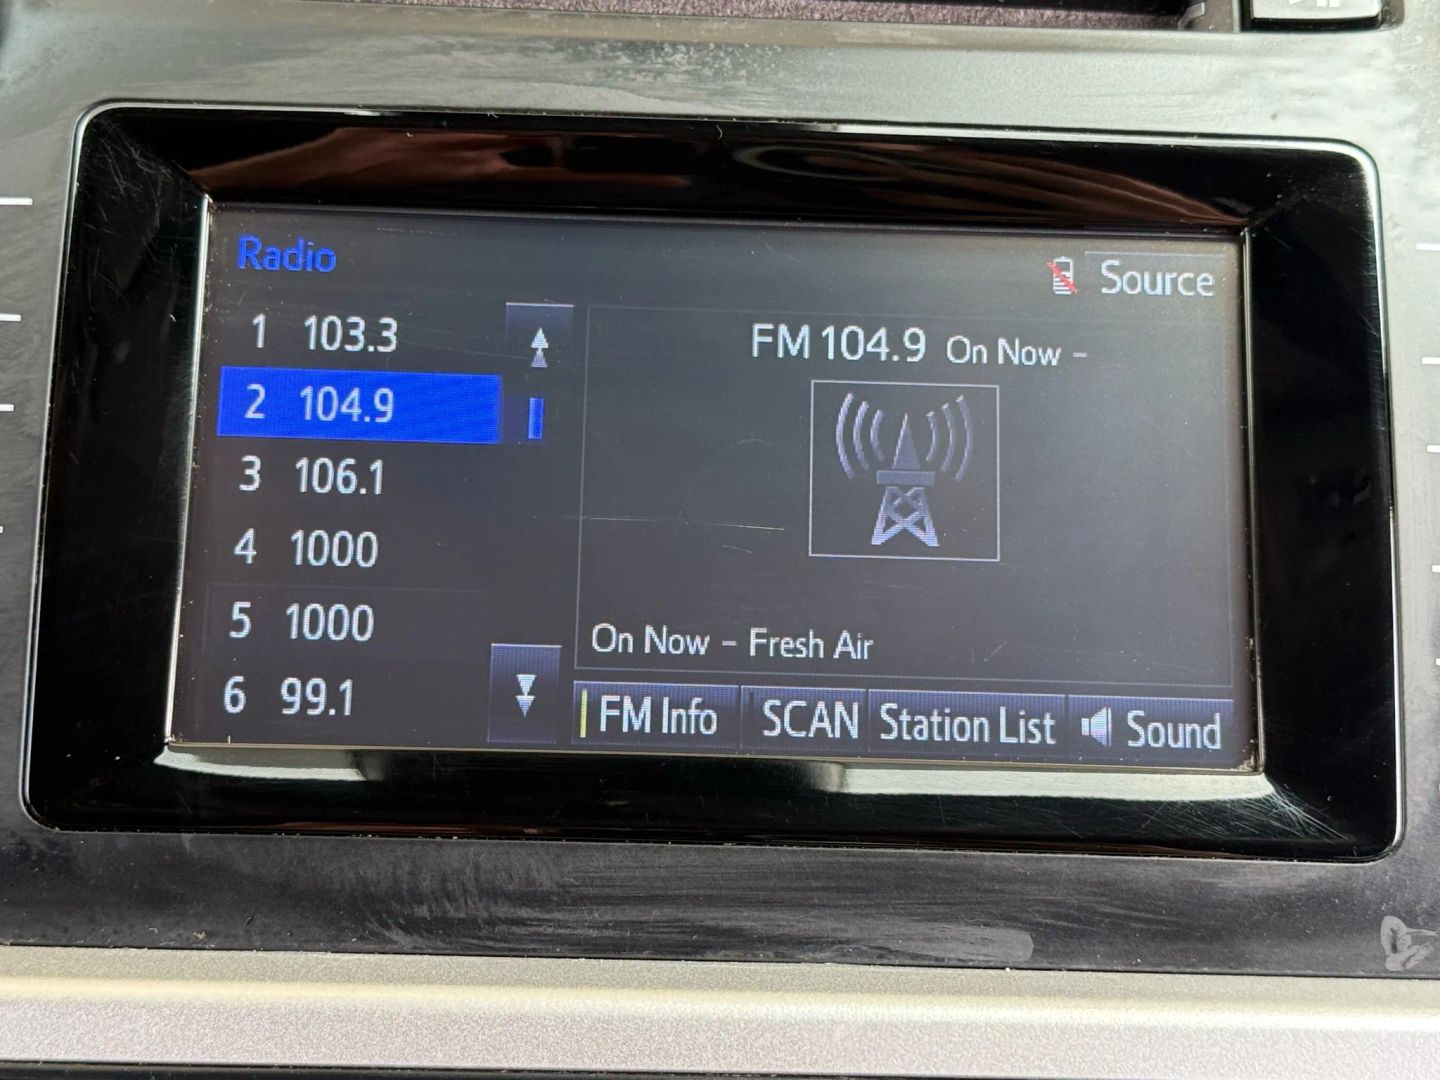 Radio
Source
1 103.3
2 104.9
3 106.1
4 1000
5 1000
6 99.1
FM 104.9 On Now -
On Now - Fresh Air
FM Info
SCAN
Station List
Sound